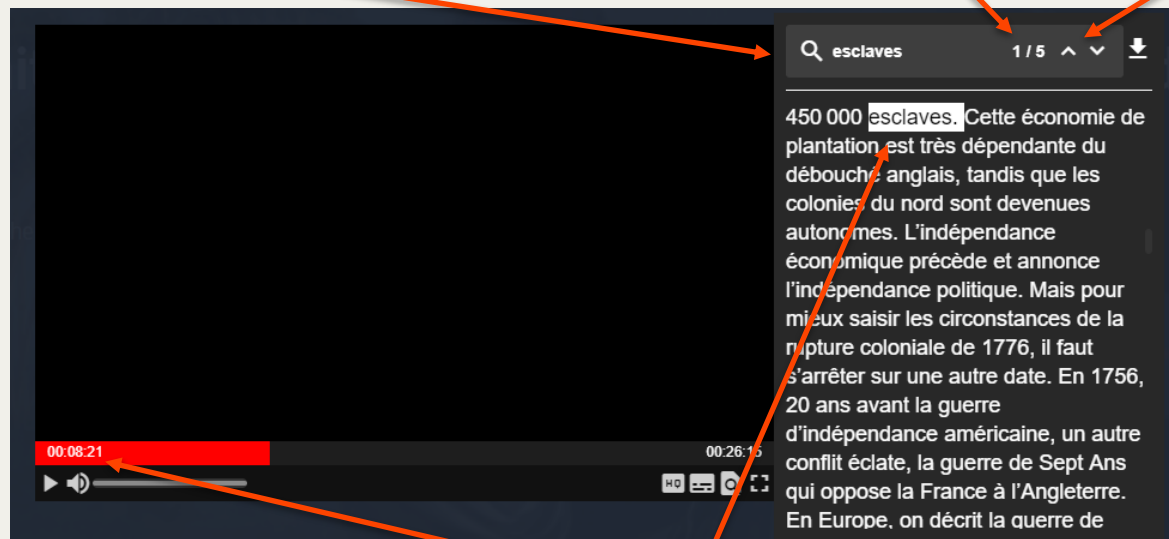 esclaves 1 / 5
450 000 esclaves. Cette économie de
plantation est très dépendante du
débouché anglais, tandis que les
colonies du nord sont devenues
autonomes. L’indépendance
économique précède et annonce
l’indépendance politique. Mais pour
mieux saisir les circonstances de la
rupture coloniale de 1776, il faut
s’arrêter sur une autre date. En 1756,
20 ans avant la guerre
d’indépendance américaine, un autre
conflit éclate, la guerre de Sept Ans
qui oppose la France à l’Angleterre.
En Europe, on décrit la guerre de
00:08:21 00:26:15
HQ